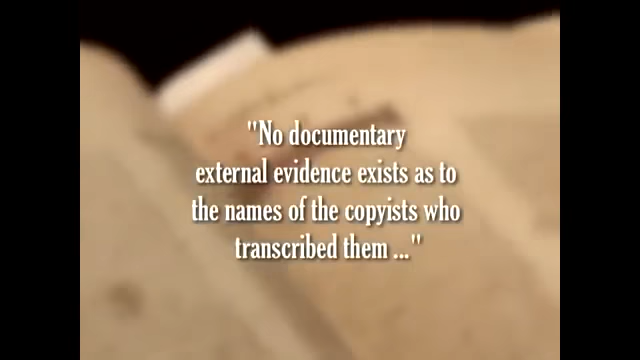 "No documentary
external evidence exists as to
the names of the copyists who
transcribed them ..."